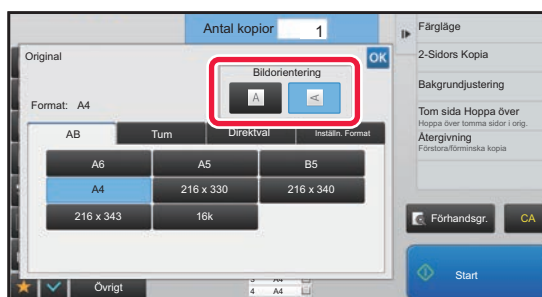 Antal kopior 1
Original
OK
Bildorientering
A
A
Format: A4
AB
Tum
Direktval
Inställn. Format
A6
A5
B5
A4
216 x 330
216 x 340
216 x 343
16k
Övrigt
3 A4
4 A4
Färgläge
2-Sidors Kopia
Bakgrundjustering
Tom sida Hoppa över
Hoppa över tomma sidor i orig.
Återgivning
Förstora/förminska kopia
Förhandsgr.
CA
Start